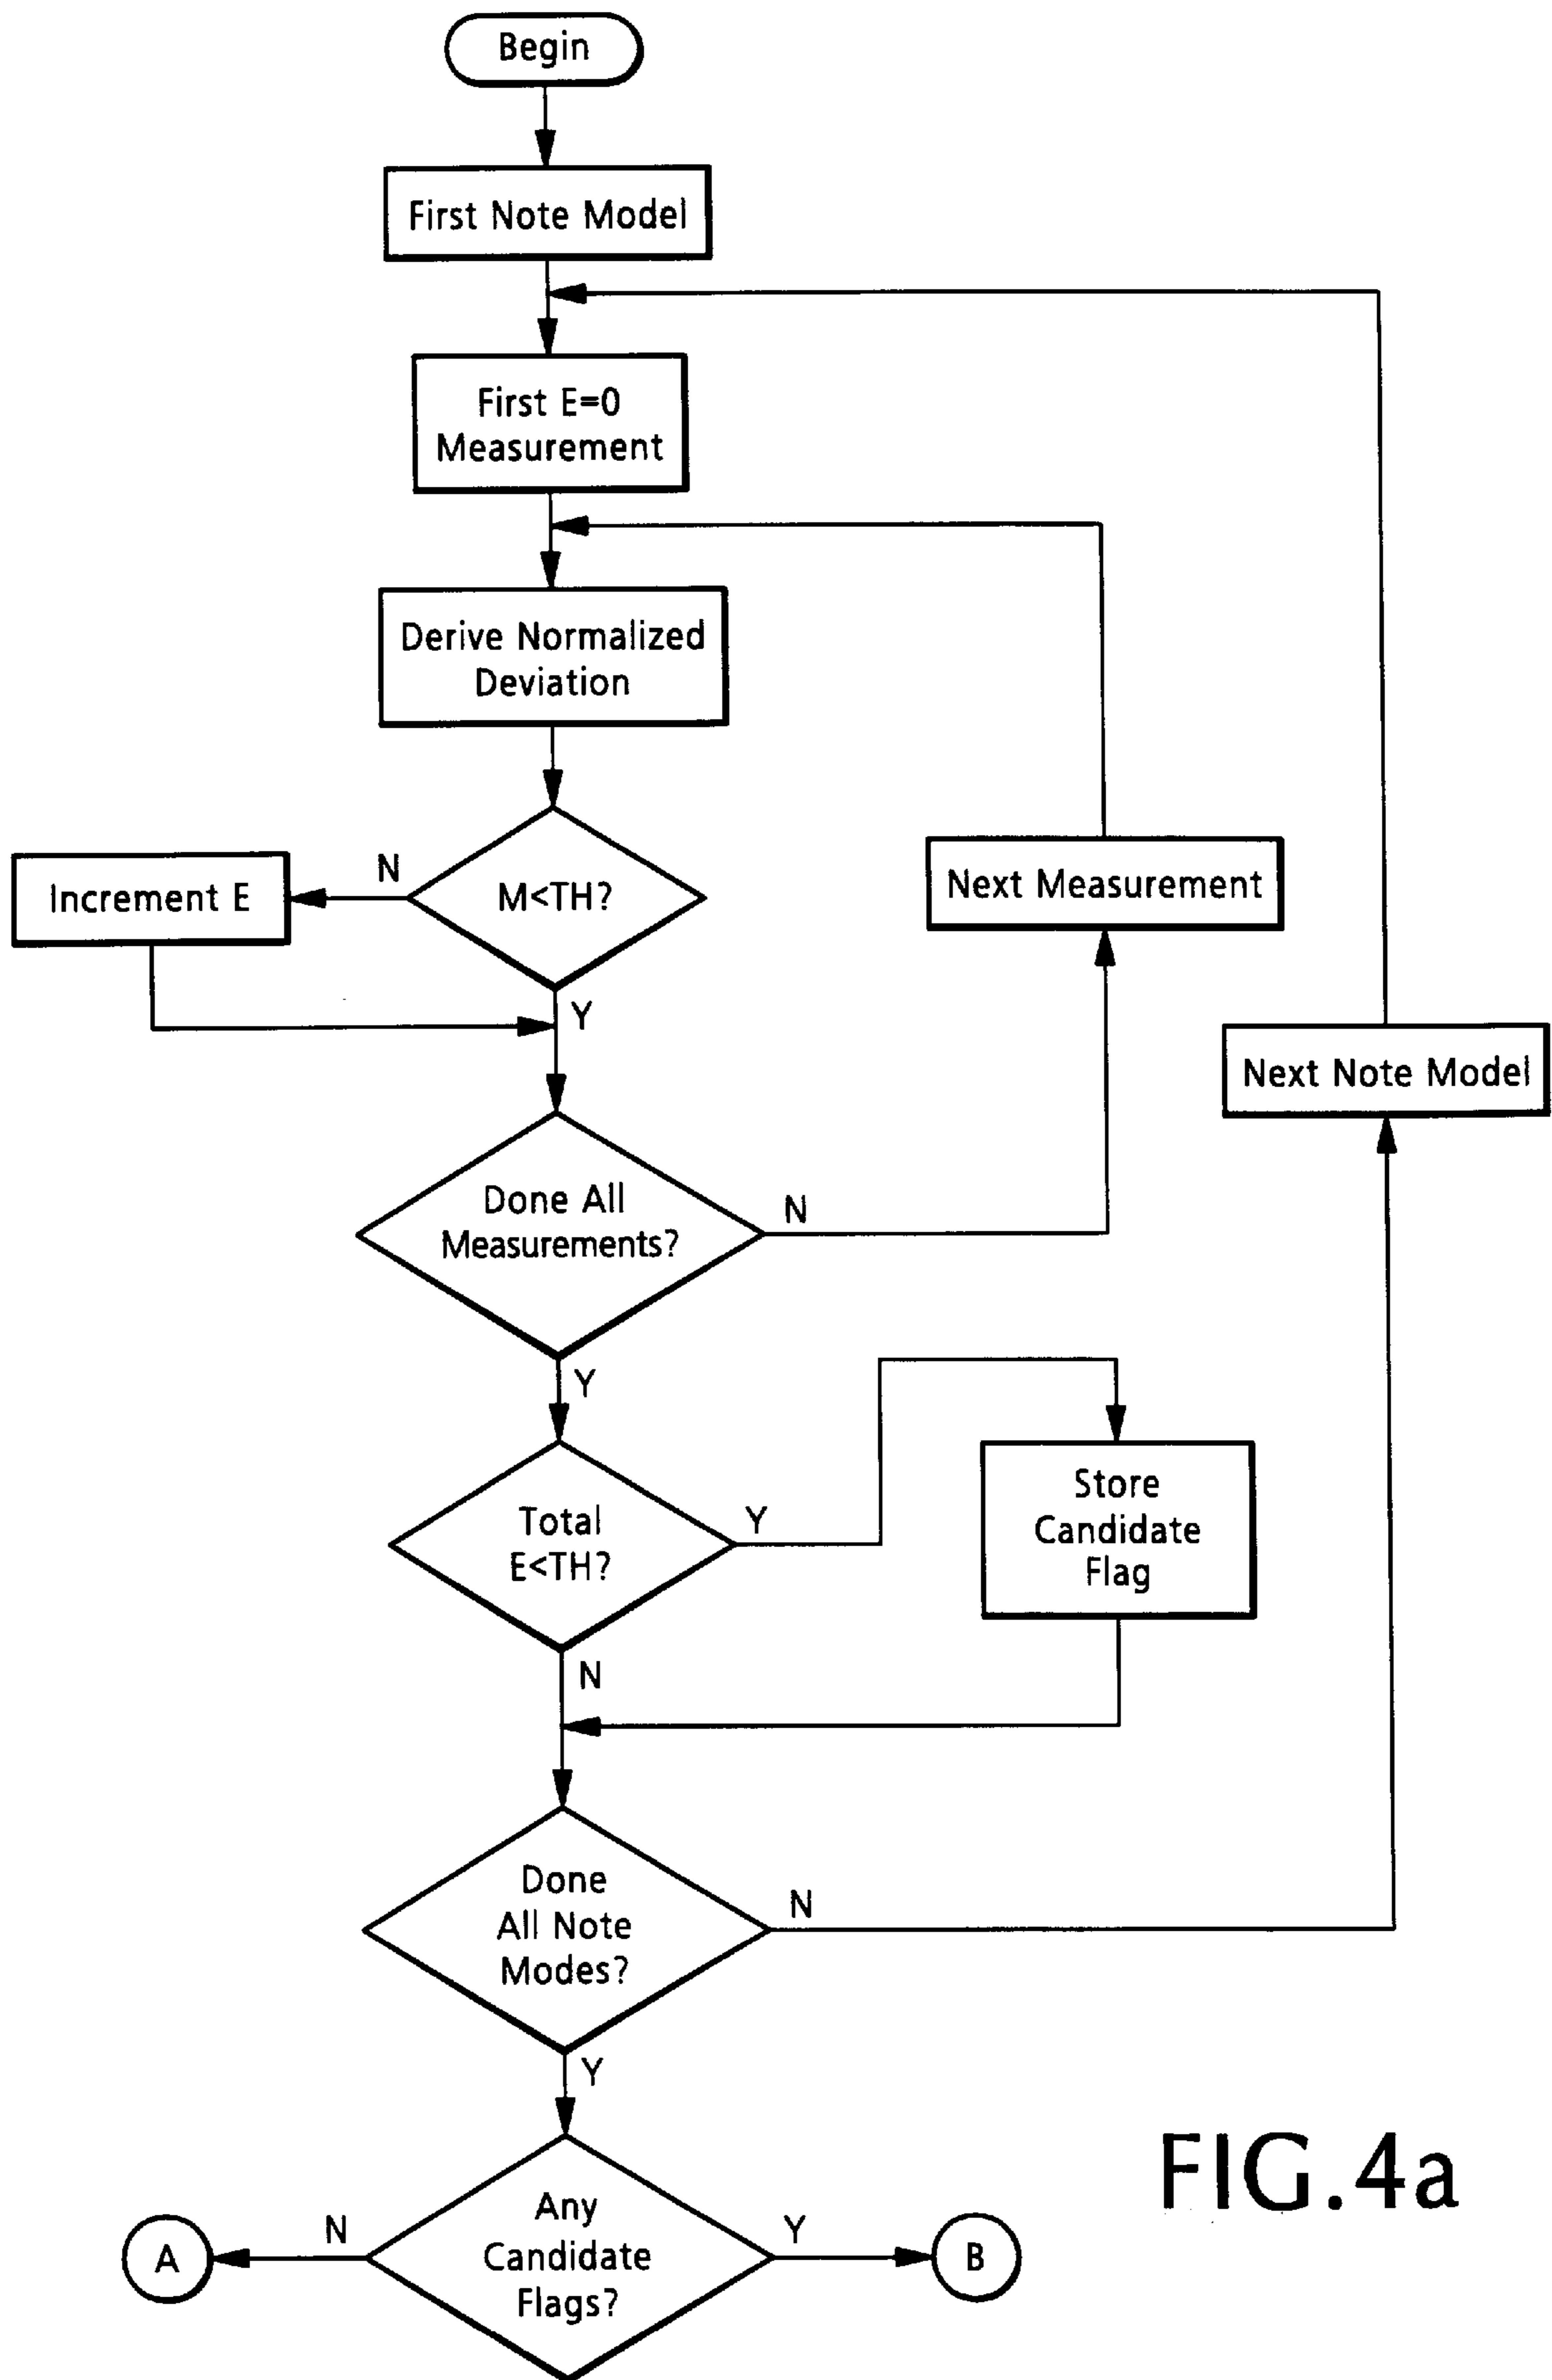 Begin
First Note Model
First E=0
Measurement
Derive Normalized
Deviation
Increment E
N
M<TH?
Next Measurement
Y
Next Note Model
Done All
Measurements?
N
Y
Total
E<TH?
Y
Store
Candidate
Flag
N
Done
All Note
Modes?
N
Y
A
N
Any
Candidate
Flags?
Y
B
FIG.4a